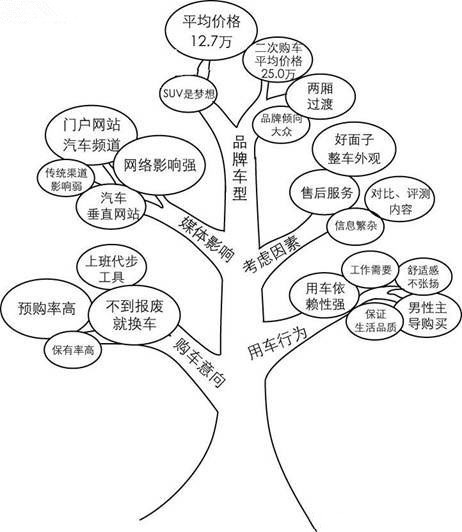 平均价格
12.7万
二次购车
平均价格
25.0万
SUV是梦想
两厢
过渡
品牌倾向
大众
品牌车型
门户网站
汽车频道
网络影响强
传统渠道
影响弱
汽车
垂直网站
媒体影响
好面子
整车外观
售后服务
对比、评测
内容
信息繁杂
考虑因素
上班代步
工具
预购率高
不到报废
就换车
保有率高
购车意向
工作需要
舒适感
不张扬
用车依
赖性强
男性主
导购买
保证
生活品质
用车行为